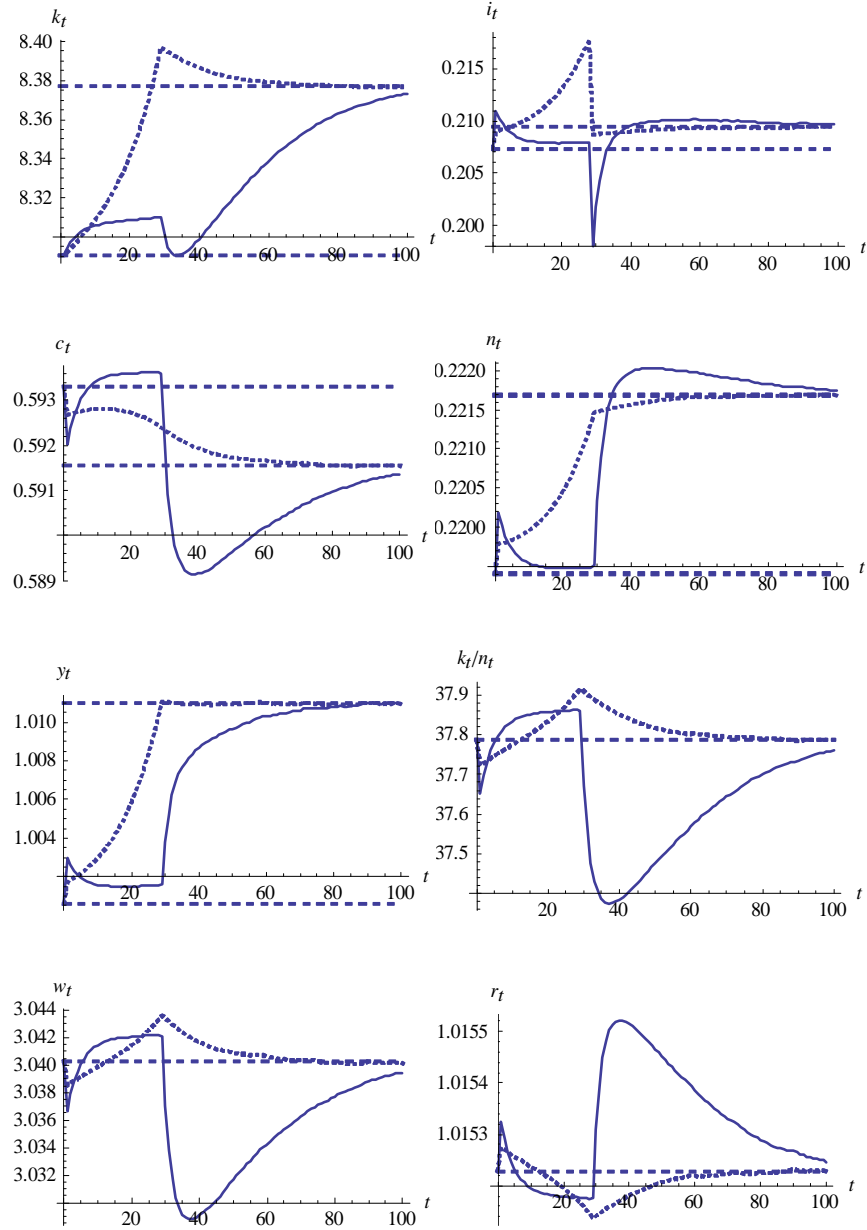 k_t
8.40
8.38
8.36
8.34
8.32
20 40 60 80 100 t
i_t
0.215
0.210
0.205
0.200
20 40 60 80 100 t
c_t
0.593
0.592
0.591
0.589
20 40 60 80 100 t
n_t
0.2220
0.2215
0.2210
0.2205
0.2200
20 40 60 80 100 t
y_t
1.010
1.008
1.006
1.004
20 40 60 80 100 t
k_t/n_t
37.9
37.8
37.7
37.6
37.5
20 40 60 80 100 t
w_t
3.044
3.042
3.040
3.038
3.036
3.034
3.032
20 40 60 80 100 t
r_t
1.0155
1.0154
1.0153
20 40 60 80 100 t